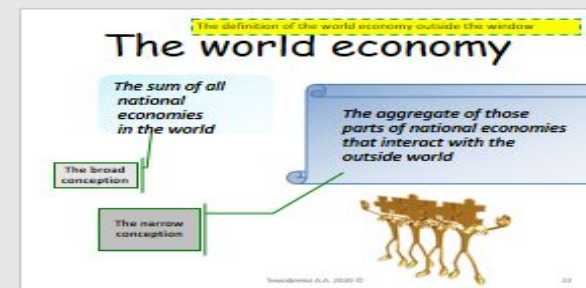 The definition of the world economy outside the window
The world economy
The sum of all
national
economies
in the world
The aggregate of those
parts of national economies
that interact with the
outside world
The broad
conception
The narrow
conception
А.А. 2020 ©
22